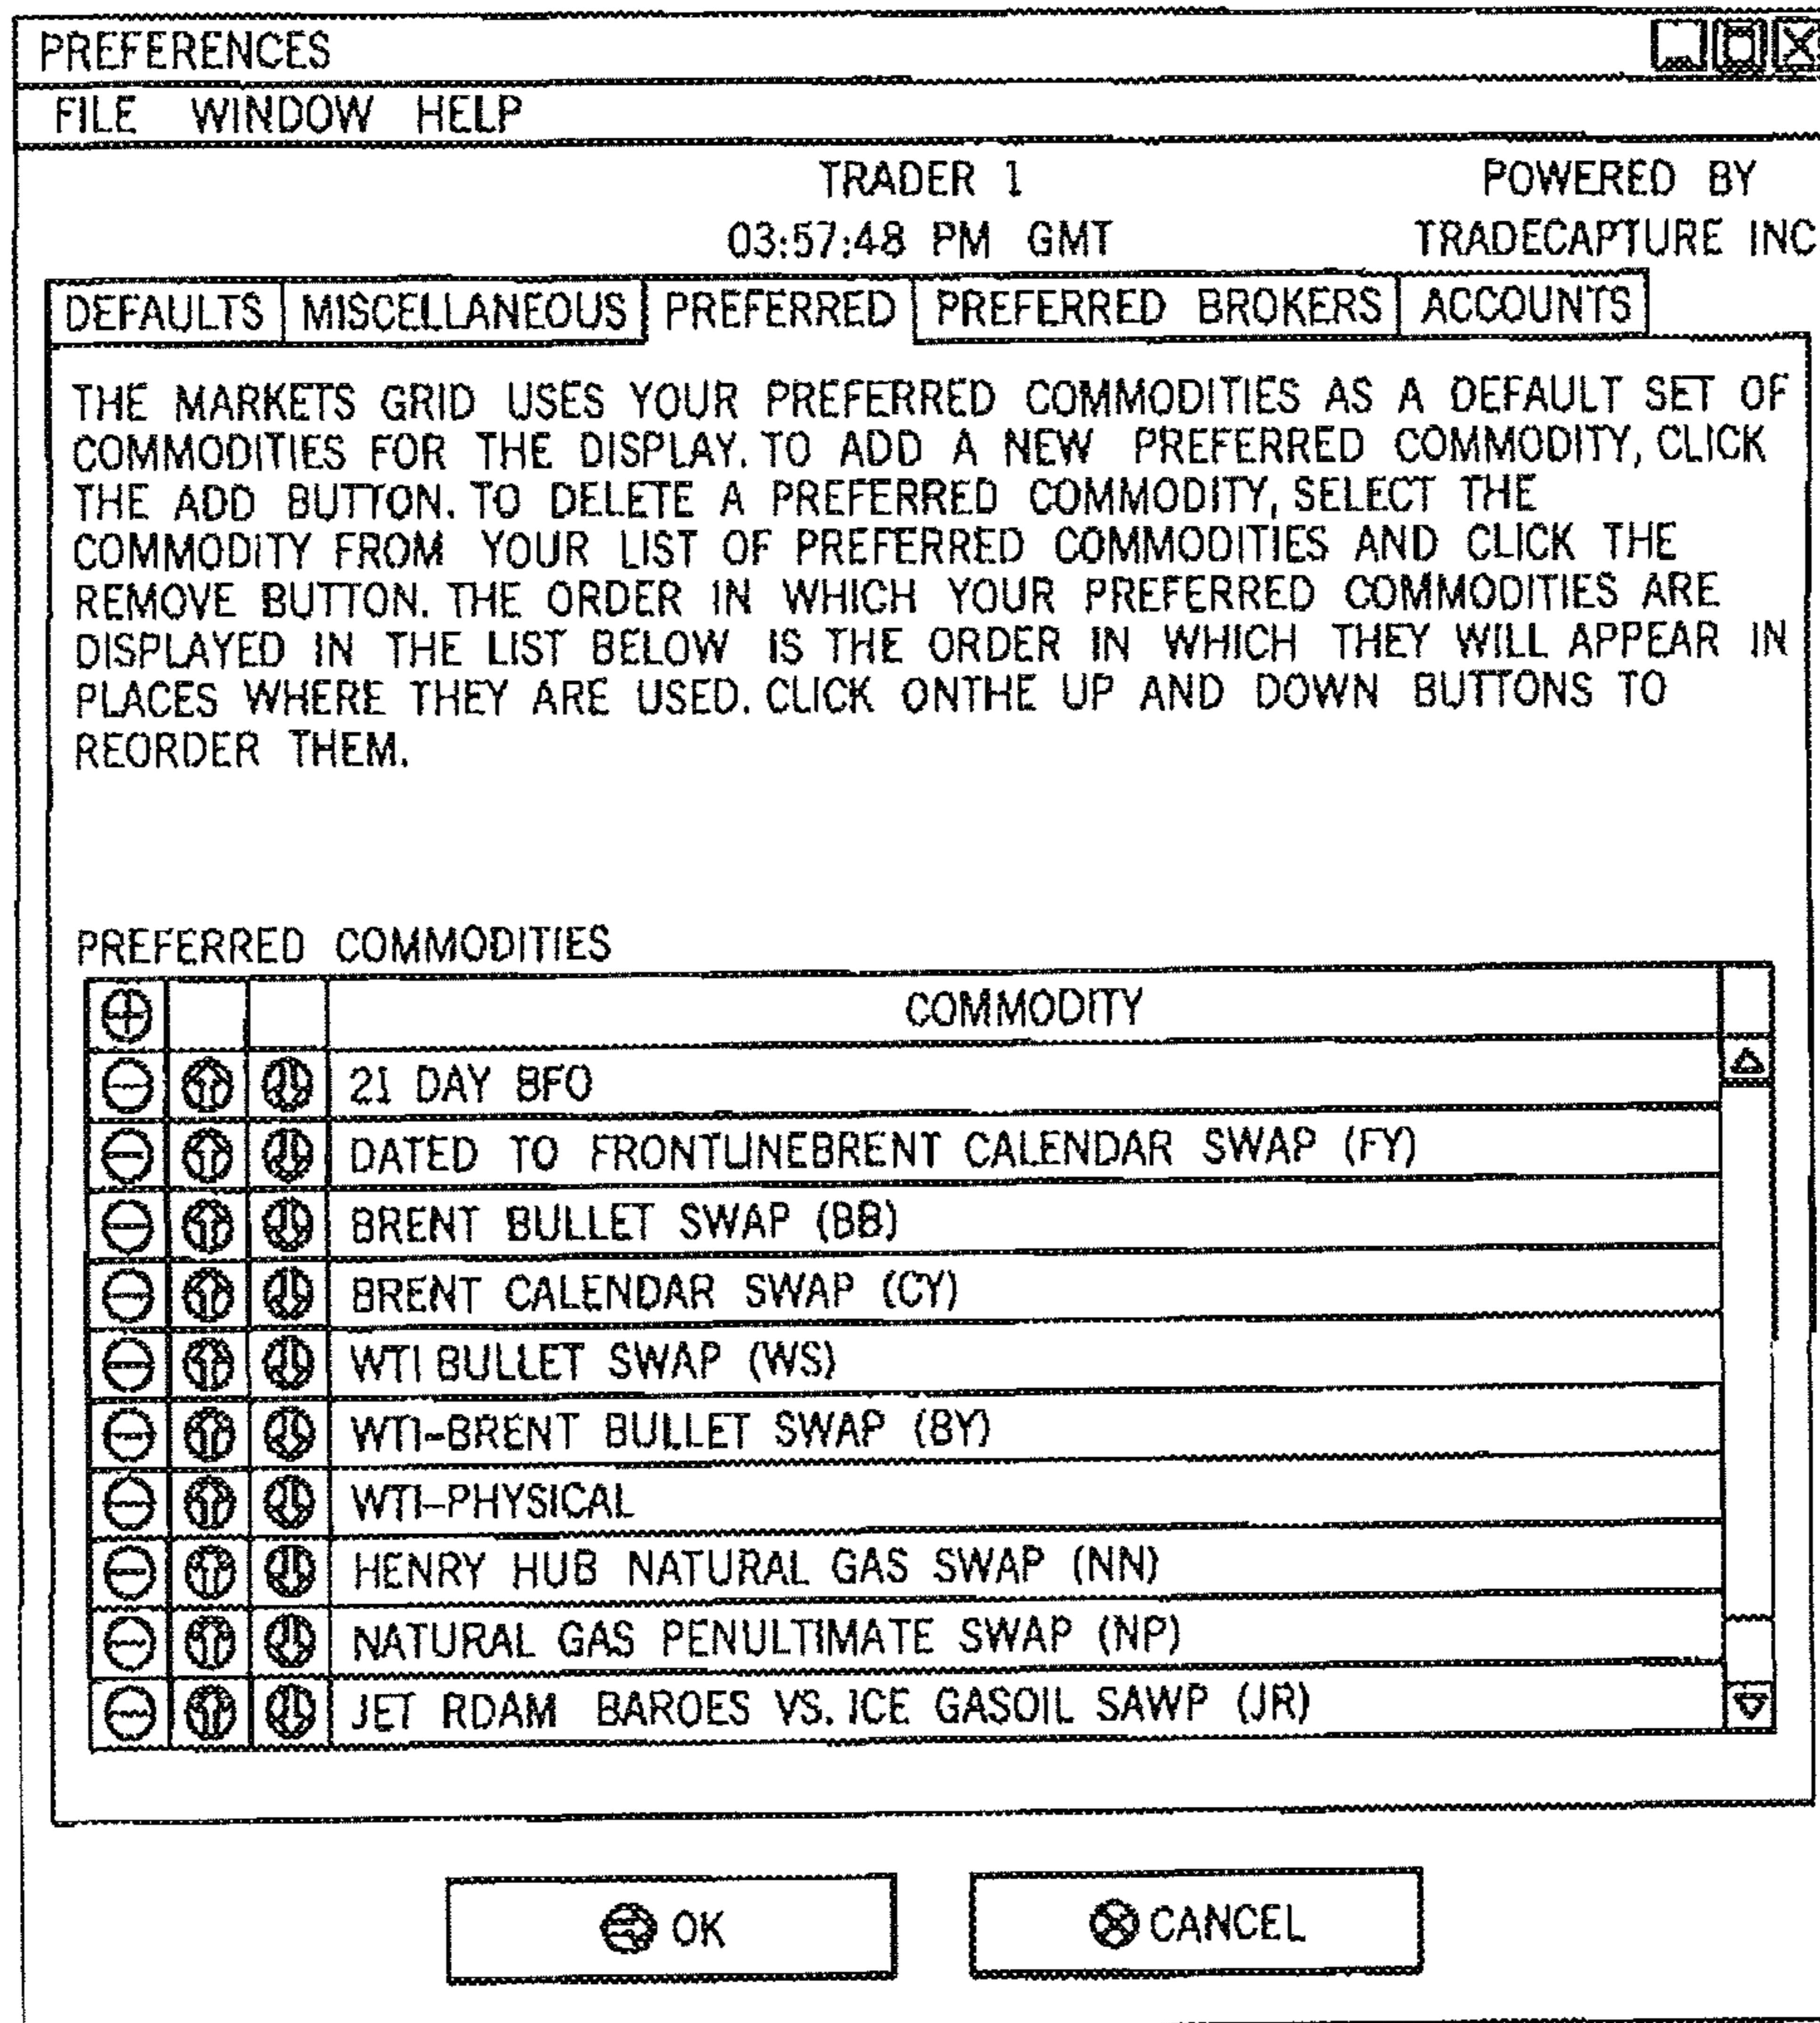 PREFERENCES
FILE WINDOW HELP
TRADER 1
POWERED BY
03:57:48 PM GMT
TRADECAPTURE INC
DEFAULTS MISCELLANEOUS PREFERRED PREFERRED BROKERS ACCOUNTS
THE MARKETS GRID USES YOUR PREFERRED COMMODITIES AS A DEFAULT SET OF
COMMODITIES FOR THE DISPLAY. TO ADD A NEW PREFERRED COMMODITY, CLICK
THE ADD BUTTON. TO DELETE A PREFERRED COMMODITY, SELECT THE
COMMODITY FROM YOUR LIST OF PREFERRED COMMODITIES AND CLICK THE
REMOVE BUTTON. THE ORDER IN WHICH YOUR PREFERRED COMMODITIES ARE
DISPLAYED IN THE LIST BELOW IS THE ORDER IN WHICH THEY WILL APPEAR IN
PLACES WHERE THEY ARE USED. CLICK ONTHE UP AND DOWN BUTTONS TO
REORDER THEM.
PREFERRED COMMODITIES
COMMODITY
21 DAY BFO
DATED TO FRONTLINEBRENT CALENDAR SWAP (FY)
BRENT BULLET SWAP (BB)
BRENT CALENDAR SWAP (CY)
WTI BULLET SWAP (WS)
WTI-BRENT BULLET SWAP (BY)
WTI-PHYSICAL
HENRY HUB NATURAL GAS SWAP (NN)
NATURAL GAS PENULTIMATE SWAP (NP)
JET RDAM BAROES VS. ICE GASOIL SAWP (JR)
OK
CANCEL